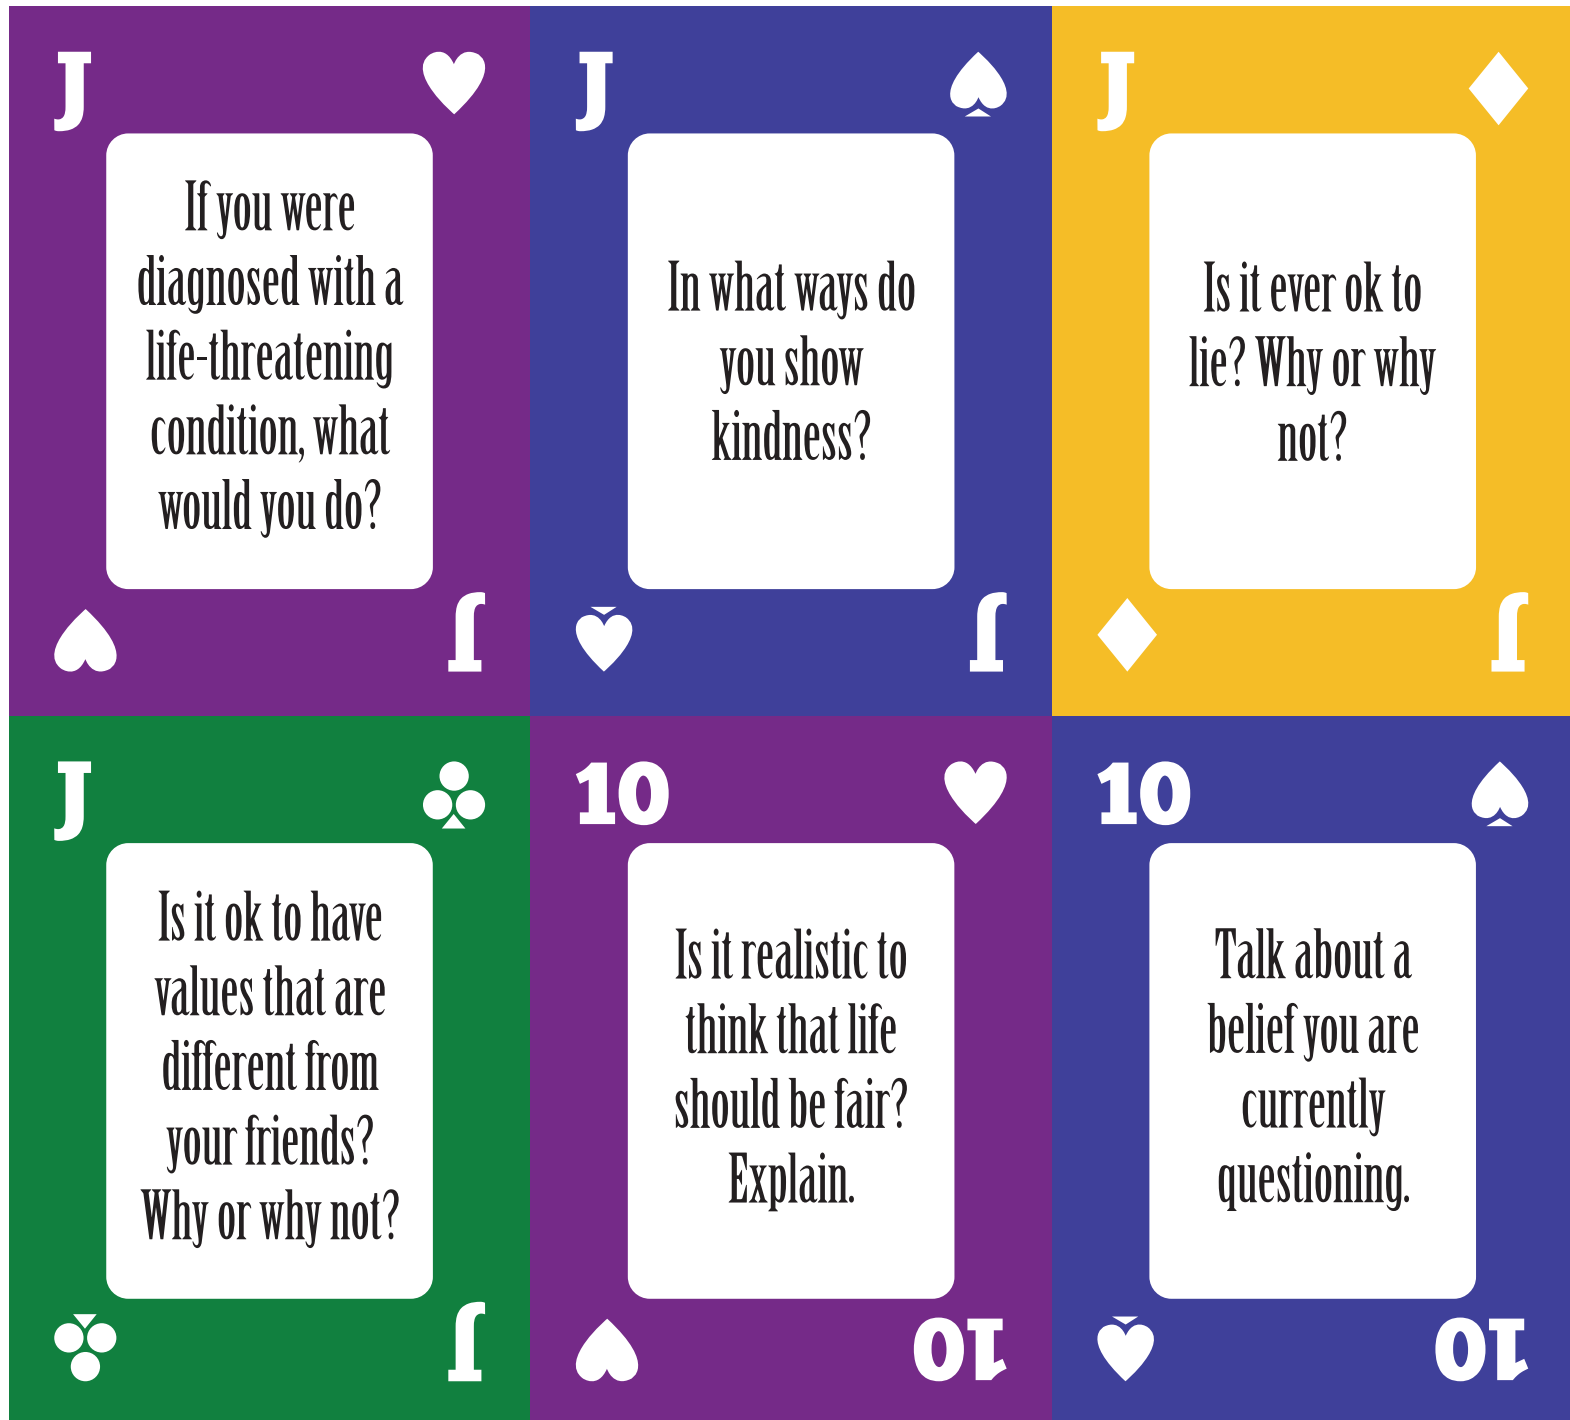 J
If you were
diagnosed with a
life-threatening
condition, what
would you do?
J
J
In what ways do
you show
kindness?
J
J
Is it ever ok to
lie? Why or why
not?
J
J
Is it ok to have
values that are
different from
your friends?
Why or why not?
J
10
Is it realistic to
think that life
should be fair?
Explain.
10
10
Talk about a
belief you are
currently
questioning.
10